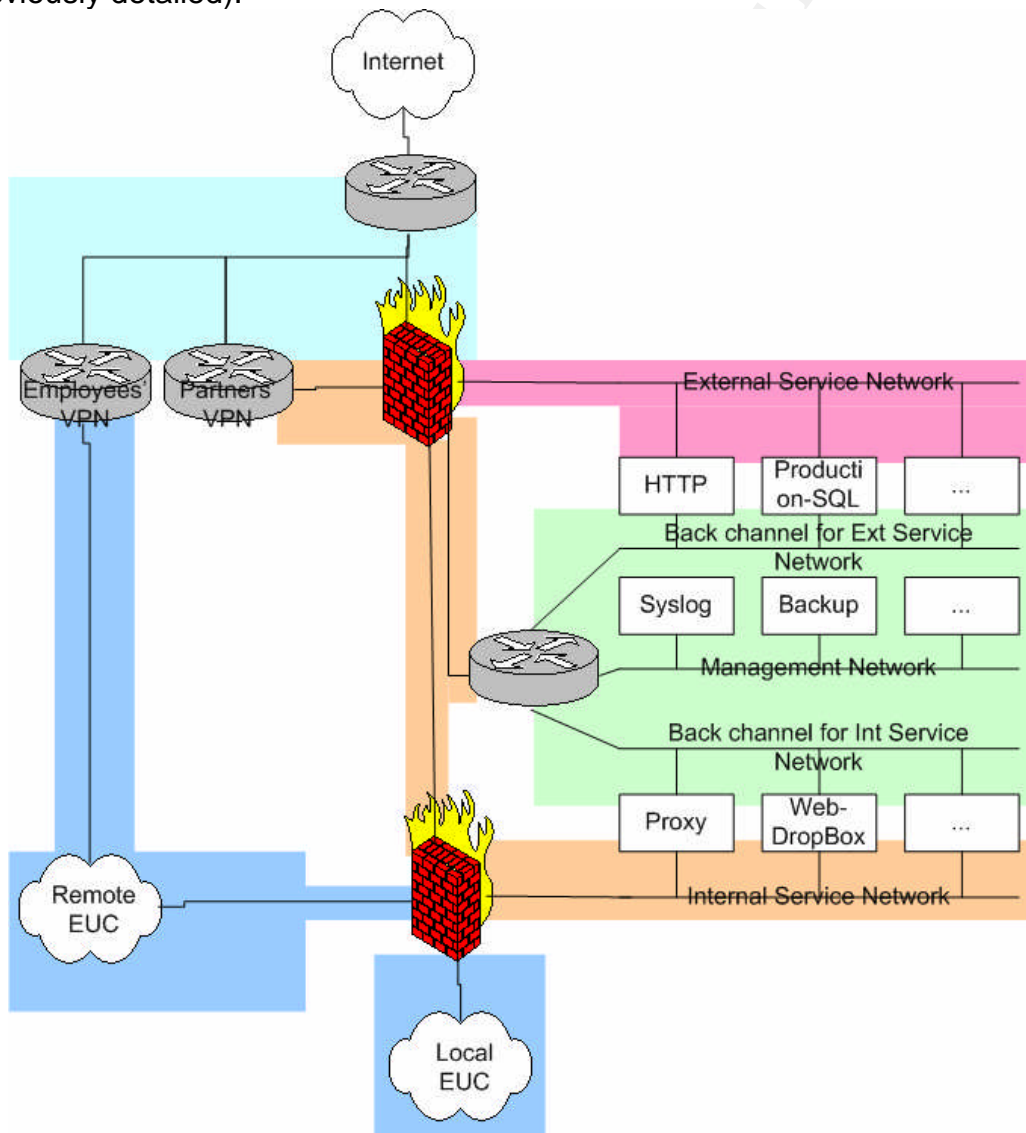 viously detailed).
Internet
Employees'
VPN
Partners
VPN
External Service Network
HTTP
Producti
on-SQL
...
Back channel for Ext Service
Network
Syslog
Backup
...
Management Network
Back channel for Int Service
Network
Proxy
Web-
DropBox
...
Internal Service Network
Remote
EUC
Local
EUC